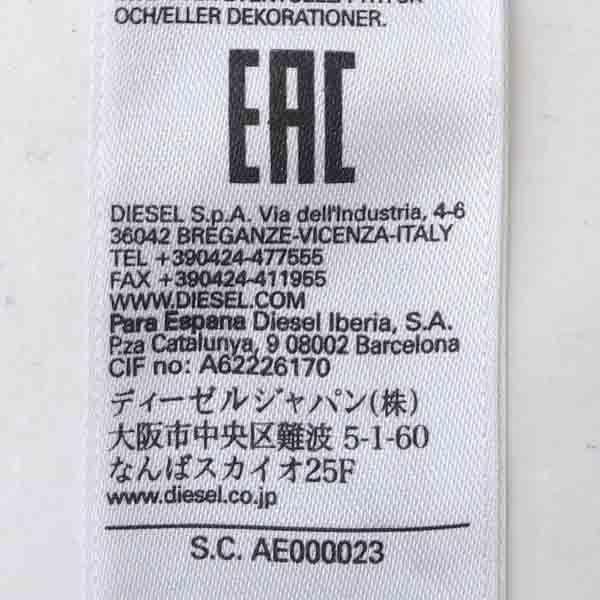 OCH/ELLER DEKORATIONER.
EAC
DIESEL S.p.A. Via dell'Industria, 4-6
36042 BREGANZE-VICENZA-ITALY
TEL +390424-477555
FAX +390424-411955
WWW.DIESEL.COM
Para Espana Diesel Iberia, S.A.
P.za Catalunya, 9 08002 Barcelona
CIF no: A62226170
ディーゼルジャパン(株)
大阪市中央区難波 5-1-60
なんばスカイオ25F
www.diesel.co.jp
S.C. AE000023